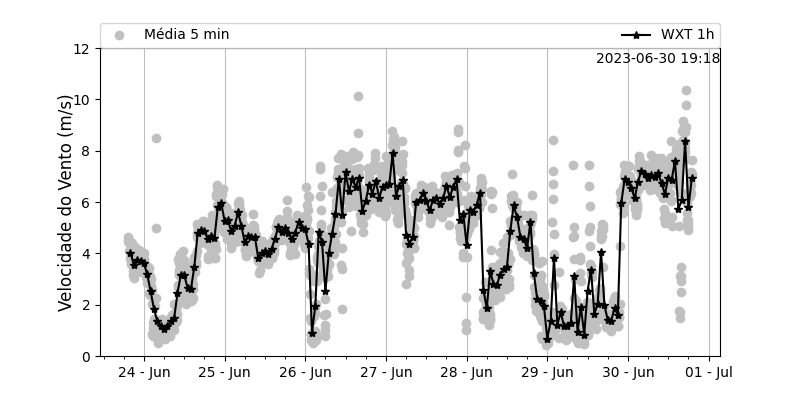 Média 5 min
WXT 1h
2023-06-30 19:18
Velocidade do Vento (m/s)
12
10
8
6
4
2
0
24 - Jun
25 - Jun
26 - Jun
27 - Jun
28 - Jun
29 - Jun
30 - Jun
01 - Jul